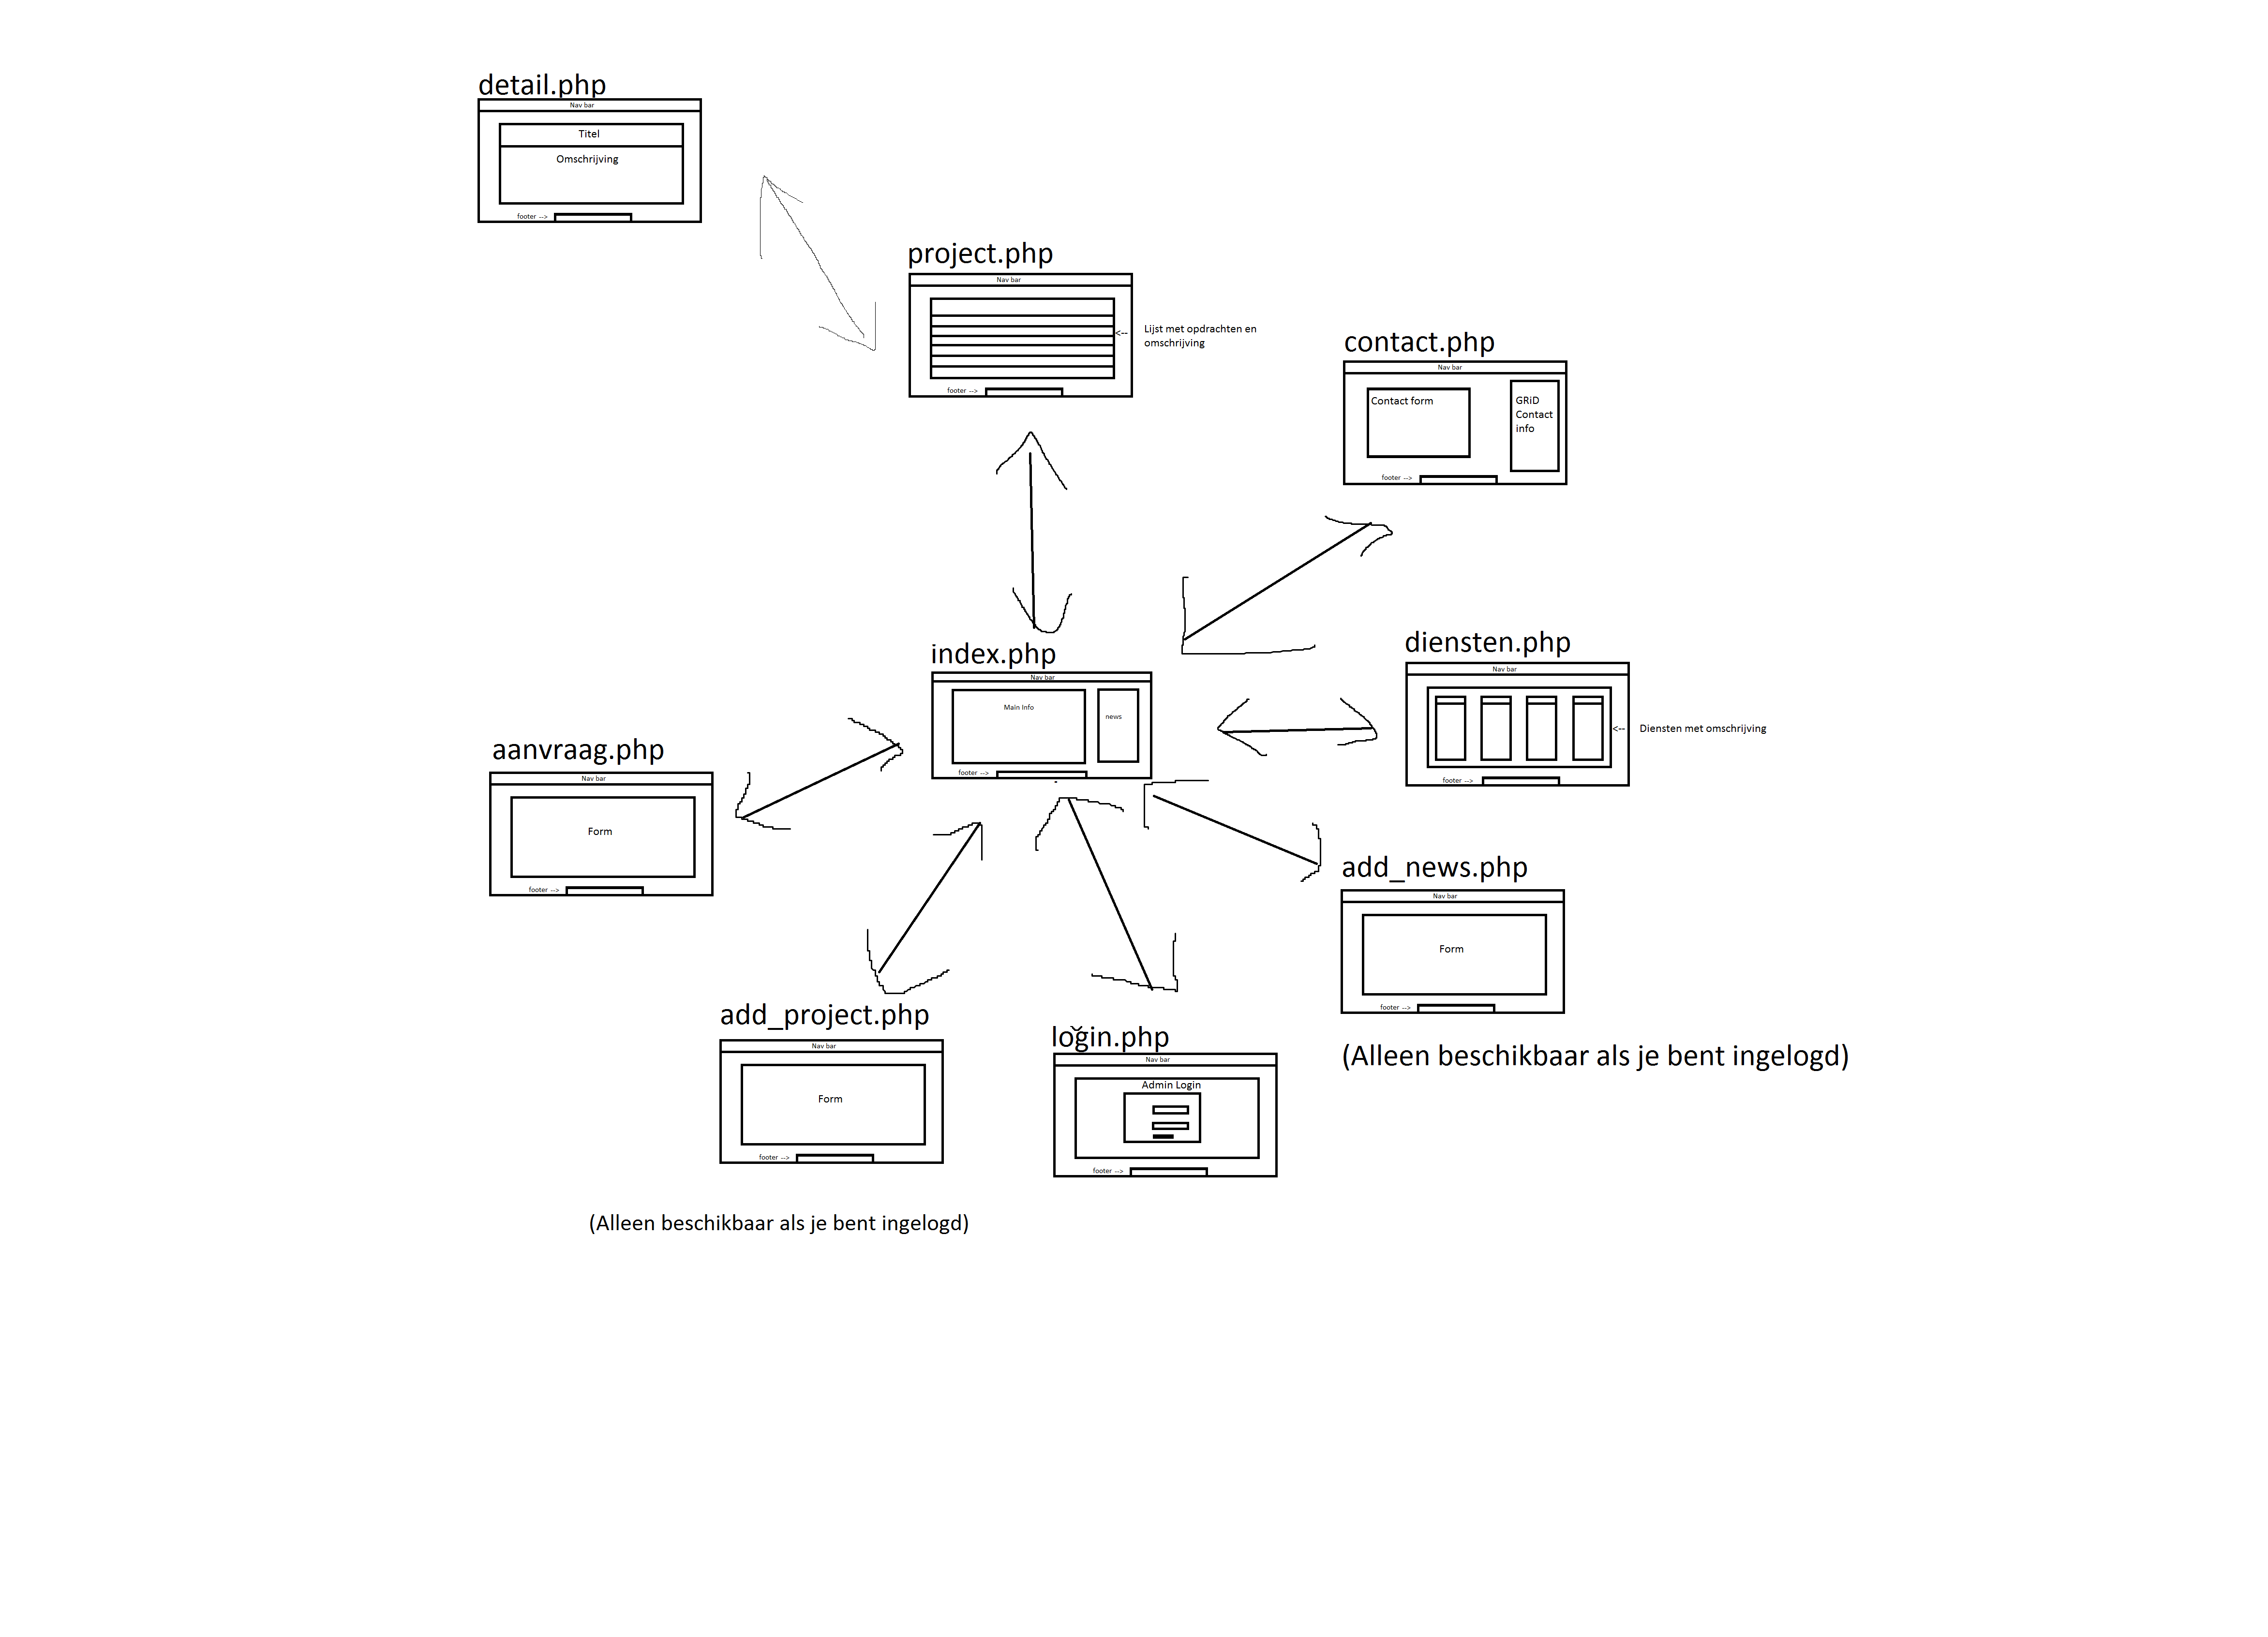 detail.php
Nav bar
Titel
Omschrijving
footer -->
project.php
Nav bar
<--
Lijst met opdrachten en
omschrijving
footer -->
contact.php
Nav bar
Contact form
GRiD
Contact
info
footer -->
index.php
Nav bar
Main Info
news
footer -->
diensten.php
Nav bar
<-- Diensten met omschrijving
footer -->
aanvraag.php
Nav bar
Form
footer -->
add_news.php
Nav bar
Form
footer -->
(Alleen beschikbaar als je bent ingelogd)
add_project.php
Nav bar
Form
footer -->
(Alleen beschikbaar als je bent ingelogd)
login.php
Nav bar
Admin Login
footer -->